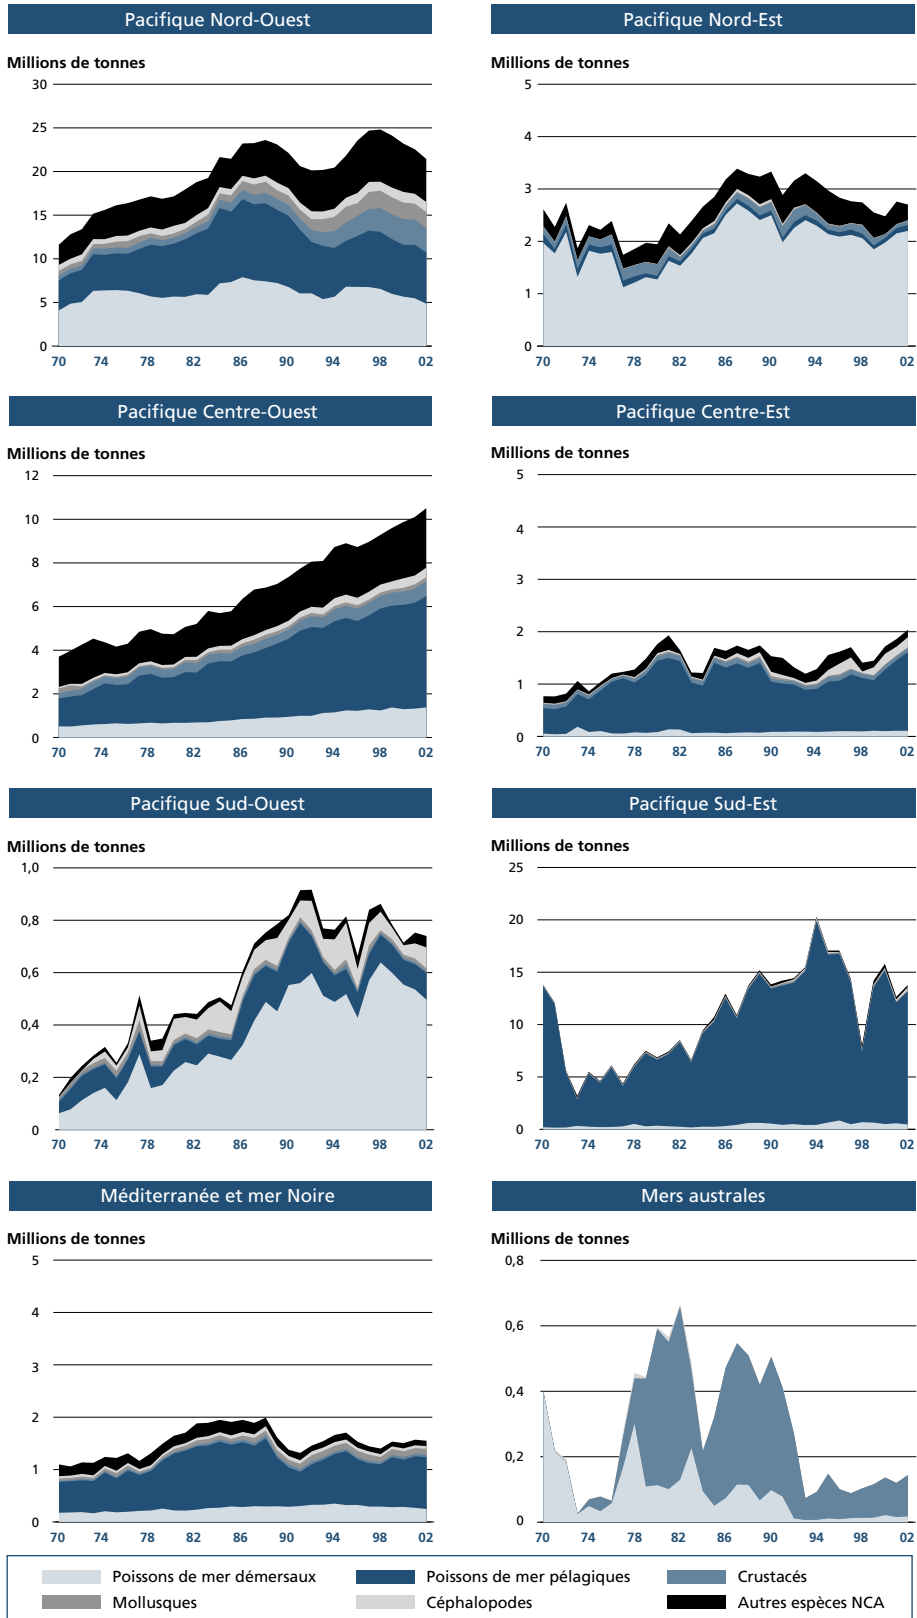 Pacifique Nord-Ouest
Millions de tonnes
30
25
20
15
10
5
0
70 74 78 82 86 90 94 98 02
Pacifique Nord-Est
Millions de tonnes
5
4
3
2
1
0
70 74 78 82 86 90 94 98 02
Pacifique Centre-Ouest
Millions de tonnes
12
10
8
6
4
2
0
70 74 78 82 86 90 94 98 02
Pacifique Centre-Est
Millions de tonnes
5
4
3
2
1
0
70 74 78 82 86 90 94 98 02
Pacifique Sud-Ouest
Millions de tonnes
1,0
0,8
0,6
0,4
0,2
0
70 74 78 82 86 90 94 98 02
Pacifique Sud-Est
Millions de tonnes
25
20
15
10
5
0
70 74 78 82 86 90 94 98 02
Méditerranée et mer Noire
Millions de tonnes
5
4
3
2
1
0
70 74 78 82 86 90 94 98 02
Mers australes
Millions de tonnes
0,8
0,6
0,4
0,2
0
70 74 78 82 86 90 94 98 02
Poissons de mer démersaux Poissons de mer pélagiques Crustacés
Mollusques Céphalopodes Autres espèces NCA